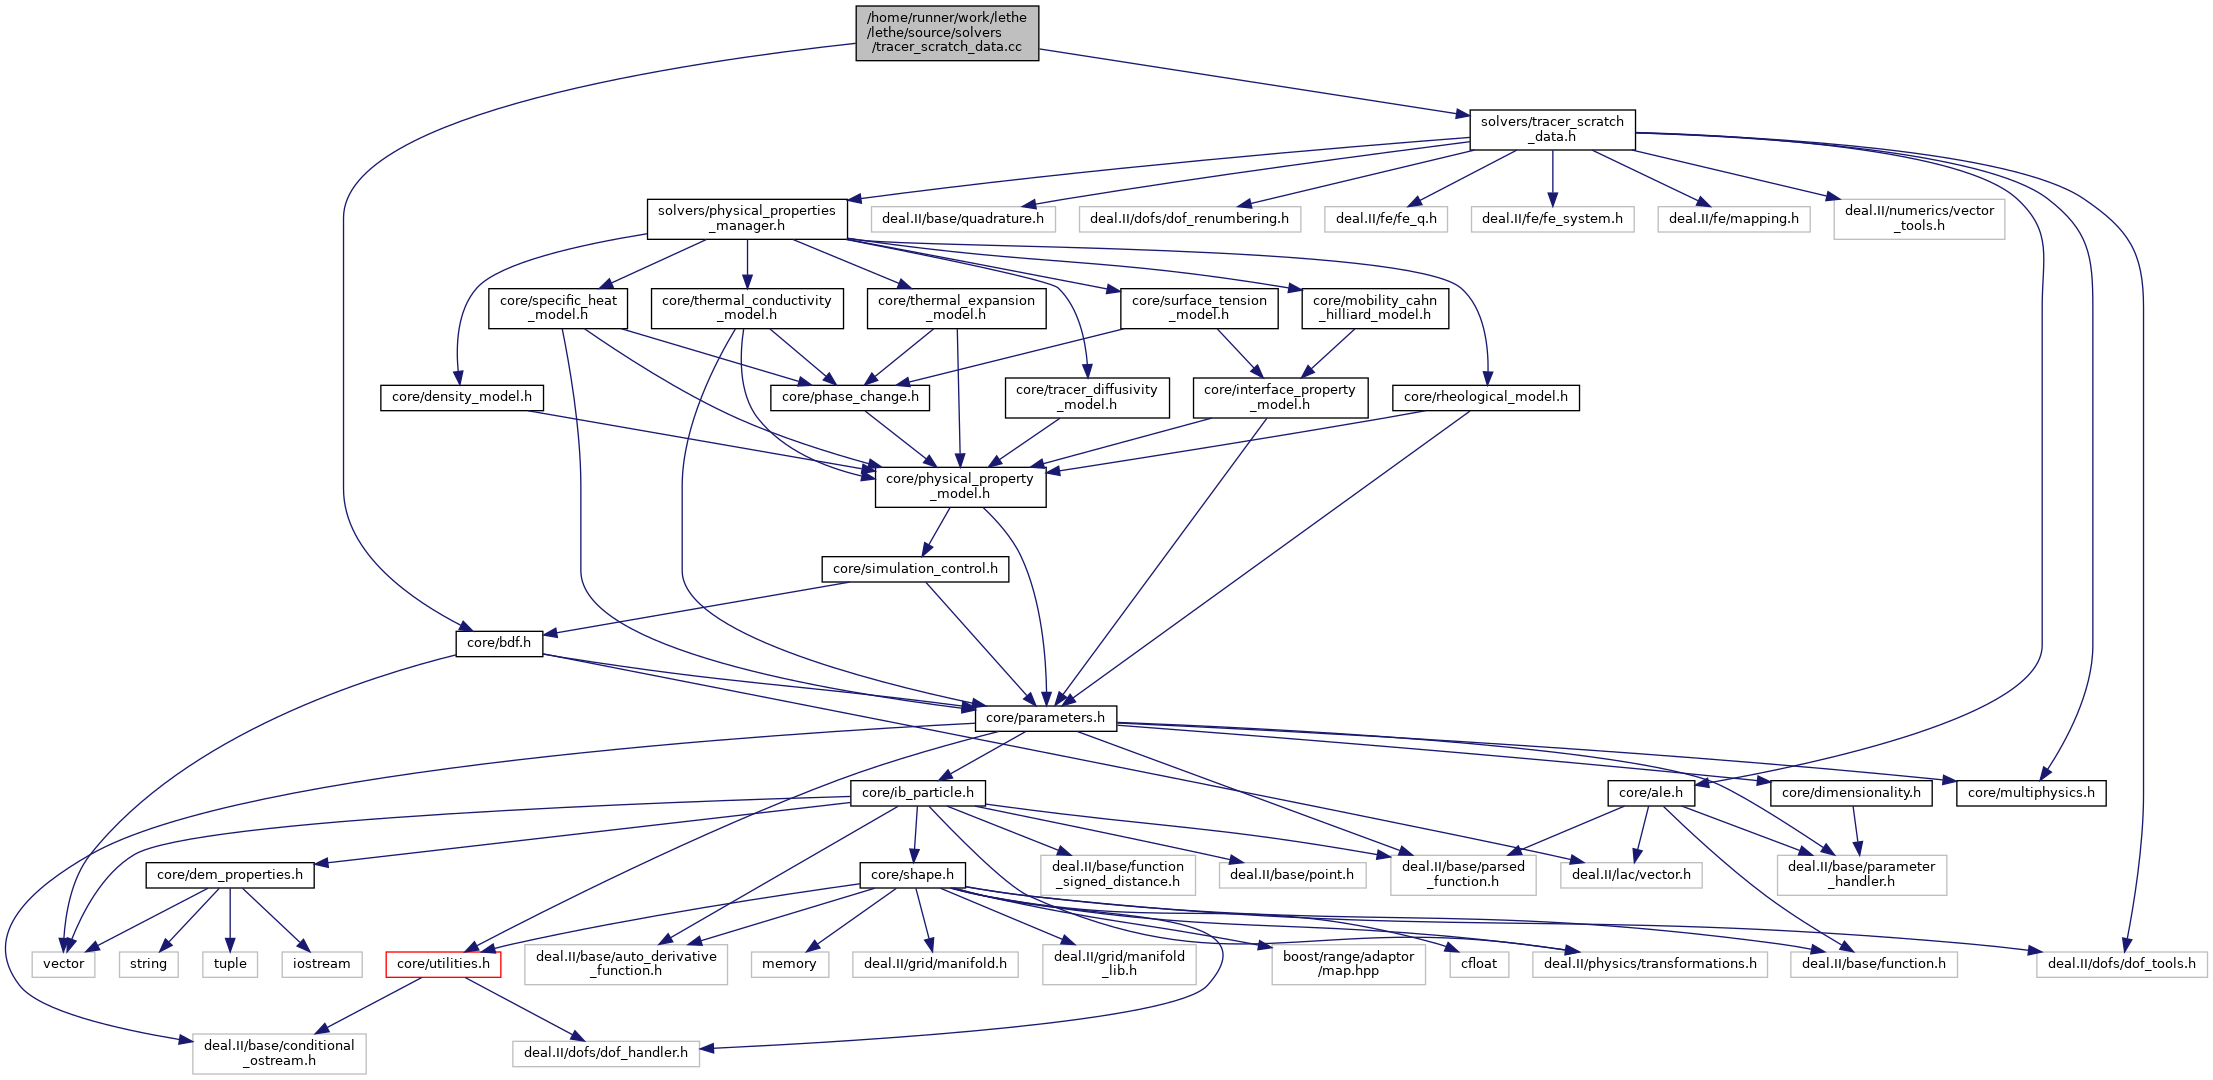 /home/runner/work/lethe
/lethe/source/solvers
/tracer_scratch_data.cc
solvers/tracer_scratch
_data.h
solvers/physical_properties
_manager.h
deal.II/base/quadrature.h
deal.II/dofs/dof_renumbering.h
deal.II/fe/fe_q.h
deal.II/fe/fe_system.h
deal.II/fe/mapping.h
deal.II/numerics/vector
_tools.h
core/specific_heat
_model.h
core/thermal_conductivity
_model.h
core/thermal_expansion
_model.h
core/surface_tension
_model.h
core/mobility_cahn
_hilliard_model.h
core/density_model.h
core/phase_change.h
core/tracer_diffusivity
_model.h
core/interface_property
_model.h
core/rheological_model.h
core/physical_property
_model.h
core/simulation_control.h
core/bdf.h
core/parameters.h
core/ib_particle.h
core/ale.h
core/dimensionality.h
core/multiphysics.h
core/dem_properties.h
core/shape.h
deal.II/base/function
_signed_distance.h
deal.II/base/point.h
deal.II/base/parsed
_function.h
deal.II/lac/vector.h
deal.II/base/parameter
_handler.h
vector
string
tuple
iostream
core/utilities.h
deal.II/base/auto_derivative
_function.h
memory
deal.II/grid/manifold.h
deal.II/grid/manifold
_lib.h
boost/range/adaptor
/map.hpp
cfloat
deal.II/physics/transformations.h
deal.II/base/function.h
deal.II/dofs/dof_tools.h
deal.II/base/conditional
_ostream.h
deal.II/dofs/dof_handler.h